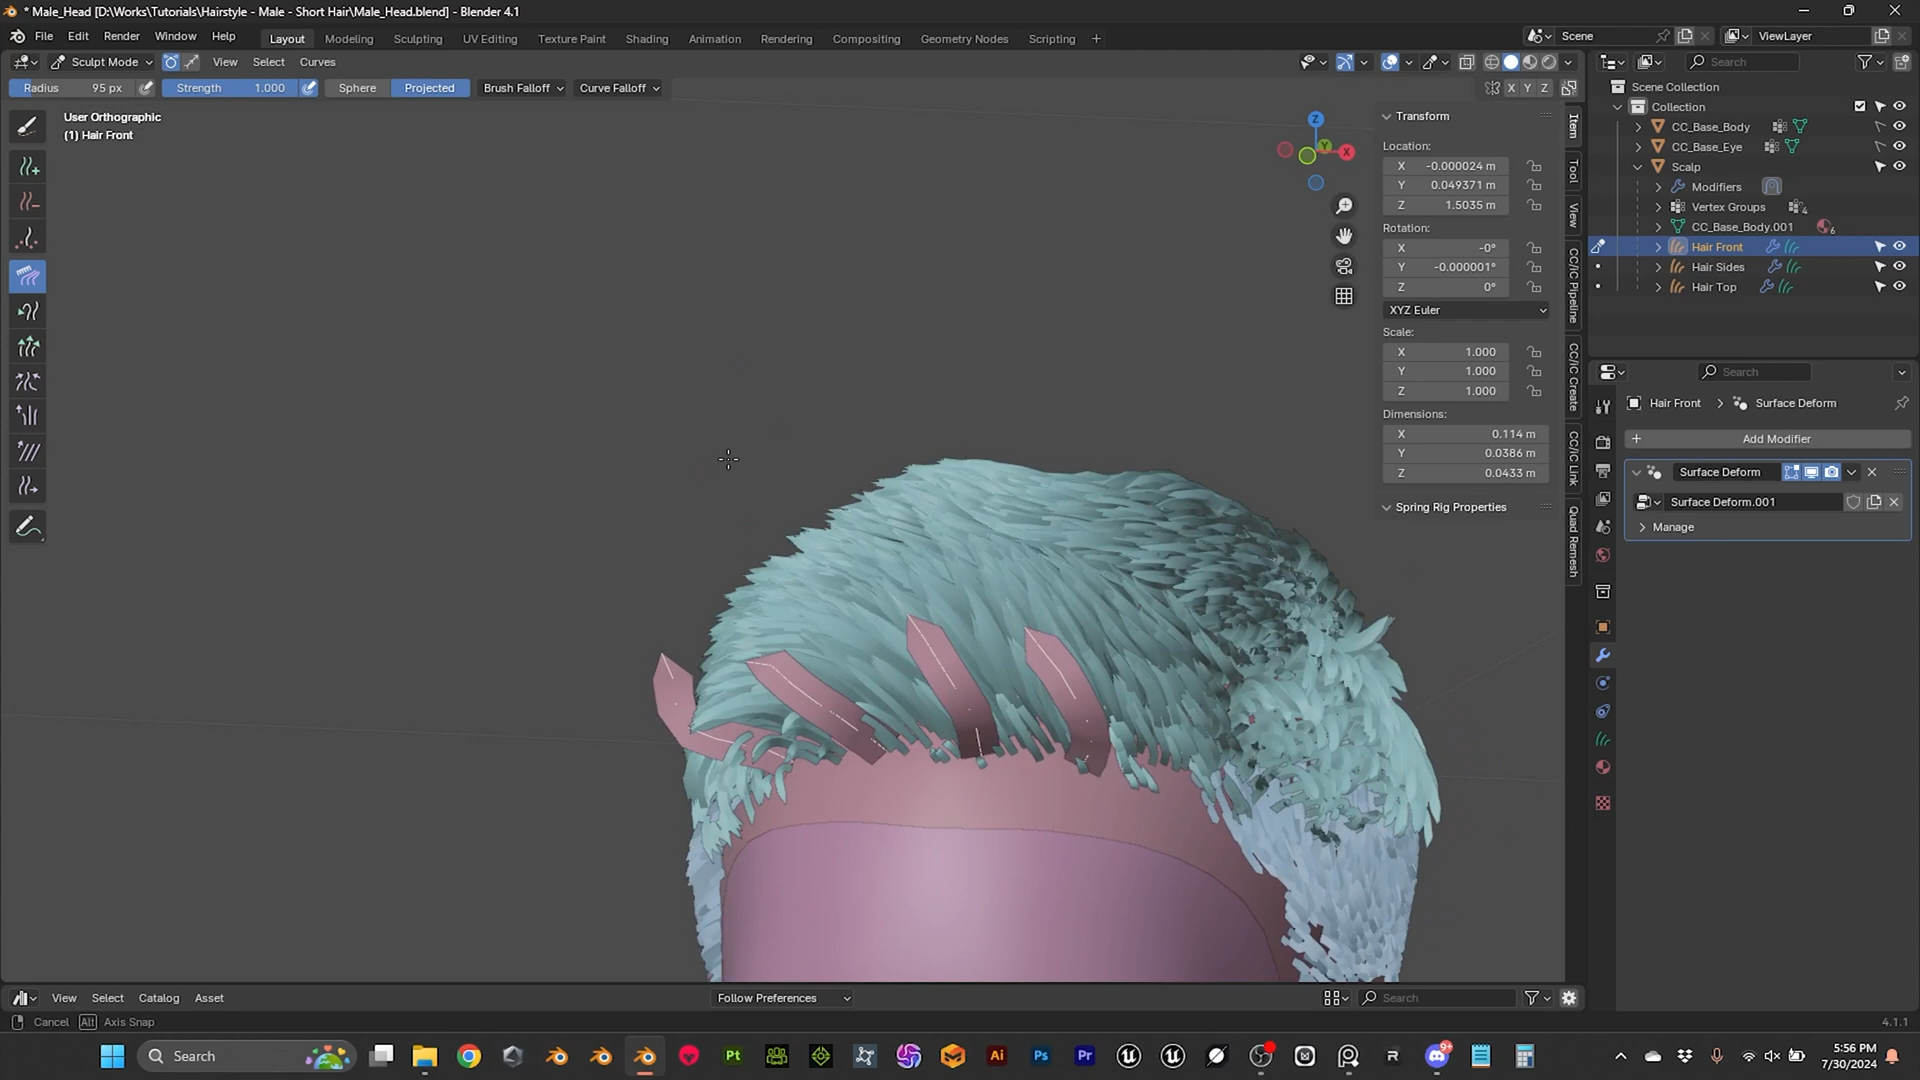 * Male_Head [D:\Works\Tutorials\Hairstyle - Male - Short Hair\Male_Head.blend] - Blender 4.1
File Edit Render Window Help
Layout Modeling Sculpting UV Editing Texture Paint Shading Animation Rendering Compositing Geometry Nodes Scripting +
Scene
ViewLayer
Sculpt Mode View Select Curves
Radius 95 px Strength 1.000 Sphere Projected Brush Falloff Curve Falloff
X Y Z
User Orthographic
(1) Hair Front
Z
Y
X
Transform
Location:
X -0.000024 m
Y 0.049371 m
Z 1.5035 m
Rotation:
X -0°
Y -0.000001°
Z 0°
XYZ Euler
Scale:
X 1.000
Y 1.000
Z 1.000
Dimensions:
X 0.114 m
Y 0.0386 m
Z 0.0433 m
Spring Rig Properties
Item
Tool
View
CC/iC Pipeline
CC/iC Create
CC/iC Link
Quad Remesh
Search
Scene Collection
Collection
CC_Base_Body
CC_Base_Eye
Scalp
Modifiers
Vertex Groups 4
CC_Base_Body.001 6
Hair Front
Hair Sides
Hair Top
Search
Hair Front > Surface Deform
+ Add Modifier
Surface Deform
Surface Deform.001
Manage
View Select Catalog Asset
Follow Preferences
Search
Cancel Alt Axis Snap
4.1.1
Search
Pt
Ai
Ps
Pr
R
9+
5:56 PM
7/30/2024